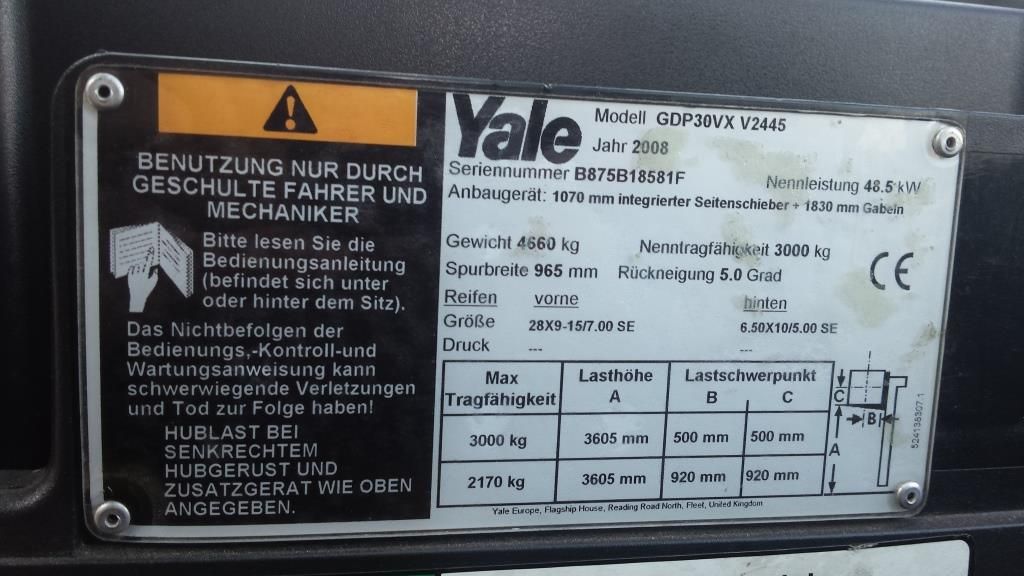 BENUTZUNG NUR DURCH
GESCHULTE FAHRER UND
MECHANIKER
Bitte lesen Sie die
Bedienungsanleitung
(befindet sich unter
oder hinter dem Sitz).
Das Nichtbefolgen der
Bedienungs,-Kontroll-und
Wartungsanweisung kann
schwerwiegende Verletzungen
und Tod zur Folge haben!
HUBLAST BEI
SENKRECHTEM
HUBGERUST UND
ZUSATZGERAT WIE OBEN
ANGEGEBEN.
Yale
Modell GDP30VX V2445
Jahr 2008
Seriennummer B875B18581F
Nennleistung 48.5 kW
Anbaugerät: 1070 mm integrierter Seitenschieber + 1830 mm Gabeln
Gewicht 4660 kg Nenntragfähigkeit 3000 kg
Spurbreite 965 mm Rückneigung 5.0 Grad
CE
Reifen vorne hinten
Größe 28X9-15/7.00 SE 6.50X10/5.00 SE
Druck --- ---
Max Tragfähigkeit Lasthöhe A Lastschwerpunkt B C
3000 kg 3605 mm 500 mm 500 mm
2170 kg 3605 mm 920 mm 920 mm
C
B
A
524138307 1
Yale Europe, Flagship House, Reading Road North, Fleet, United Kingdom